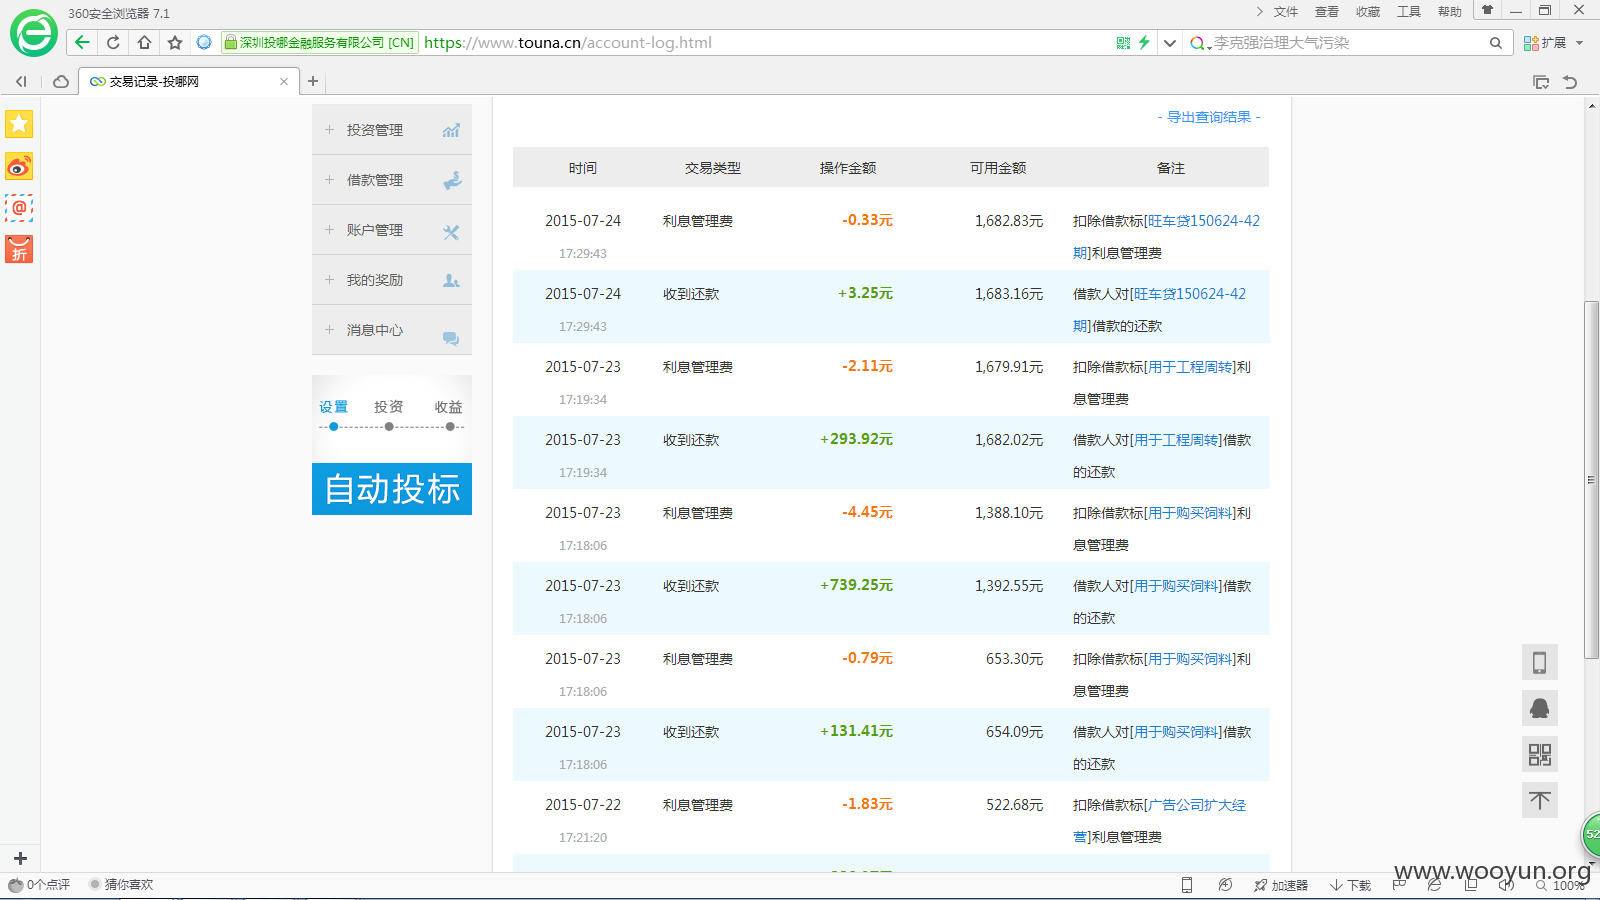 360安全浏览器 7.1
文件 查看 收藏 工具 帮助
深圳投哪金融服务有限公司 [CN] https://www.touna.cn/account-log.html 李克强治理大气污染 扩展
交易记录-投哪网
- 导出查询结果 -
+ 投资管理
+ 借款管理
+ 账户管理
+ 我的奖励
+ 消息中心
设置 投资 收益
自动投标
@
折
时间 交易类型 操作金额 可用金额 备注
2015-07-24 利息管理费 -0.33元 1,682.83元 扣除借款标[旺车贷150624-42
17:29:43 期]利息管理费
2015-07-24 收到还款 +3.25元 1,683.16元 借款人对[旺车贷150624-42
17:29:43 期]借款的还款
2015-07-23 利息管理费 -2.11元 1,679.91元 扣除借款标[用于工程周转]利
17:19:34 息管理费
2015-07-23 收到还款 +293.92元 1,682.02元 借款人对[用于工程周转]借款
17:19:34 的还款
2015-07-23 利息管理费 -4.45元 1,388.10元 扣除借款标[用于购买饲料]利
17:18:06 息管理费
2015-07-23 收到还款 +739.25元 1,392.55元 借款人对[用于购买饲料]借款
17:18:06 的还款
2015-07-23 利息管理费 -0.79元 653.30元 扣除借款标[用于购买饲料]利
17:18:06 息管理费
2015-07-23 收到还款 +131.41元 654.09元 借款人对[用于购买饲料]借款
17:18:06 的还款
2015-07-22 利息管理费 -1.83元 522.68元 扣除借款标[广告公司扩大经
17:21:20 营]利息管理费
52
www.wooyun.org
0个点评 猜你喜欢 加速器 下载 100%